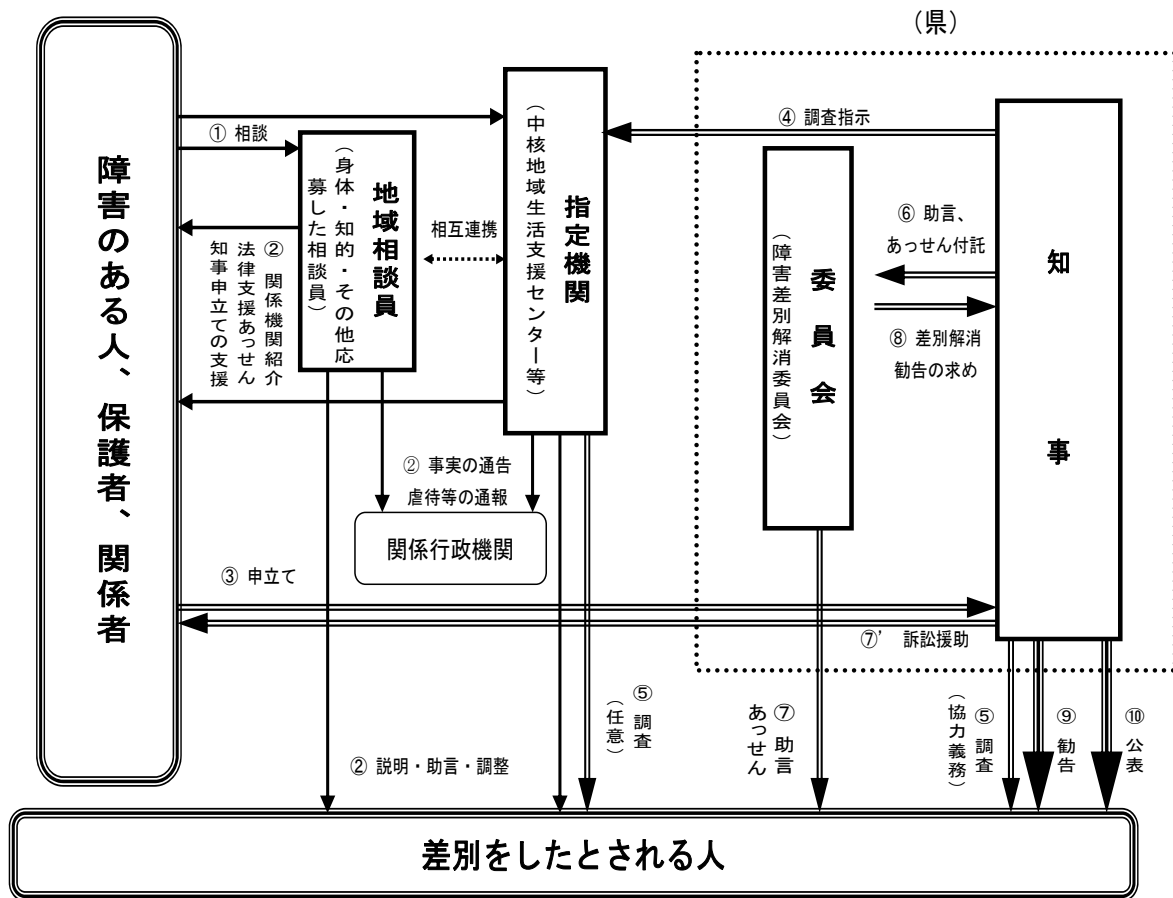 （県）
障害のある人、保護者、関係者
① 相談
地域相談員
（身体・知的・その他応
募した相談員）
相互連携
指定機関
（中核地域生活支援センター等）
④ 調査指示
委員会
（障害差別解消委員会）
⑥ 助言、
あっせん付託
⑧ 差別解消
勧告の求め
知事
② 関係機関紹介
法律支援あっせん
知事申立ての支援
② 事実の通告
虐待等の通報
関係行政機関
③ 申立て
⑦’ 訴訟援助
② 説明・助言・調整
⑤ 調査
（任意）
⑦ 助言
あっせん
⑤ 調査
（協力義務）
⑨ 勧告
⑩ 公表
差別をしたとされる人